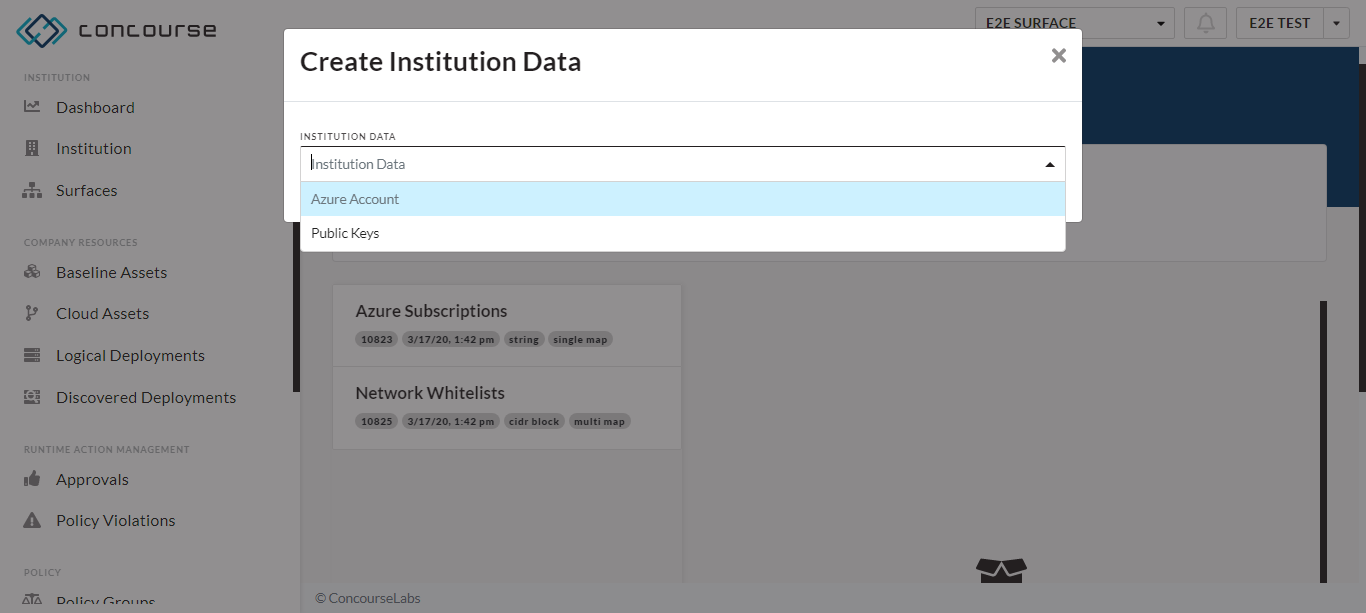 concourse
E2E SURFACE
E2E TEST
INSTITUTION
Dashboard
Institution
Surfaces
COMPANY RESOURCES
Baseline Assets
Cloud Assets
Logical Deployments
Discovered Deployments
RUNTIME ACTION MANAGEMENT
Approvals
Policy Violations
POLICY
Policy Groups
Create Institution Data
INSTITUTION DATA
Institution Data
Azure Account
Public Keys
Azure Subscriptions
10823 3/17/20, 1:42 pm string single map
Network Whitelists
10825 3/17/20, 1:42 pm cidr block multi map
© ConcourseLabs